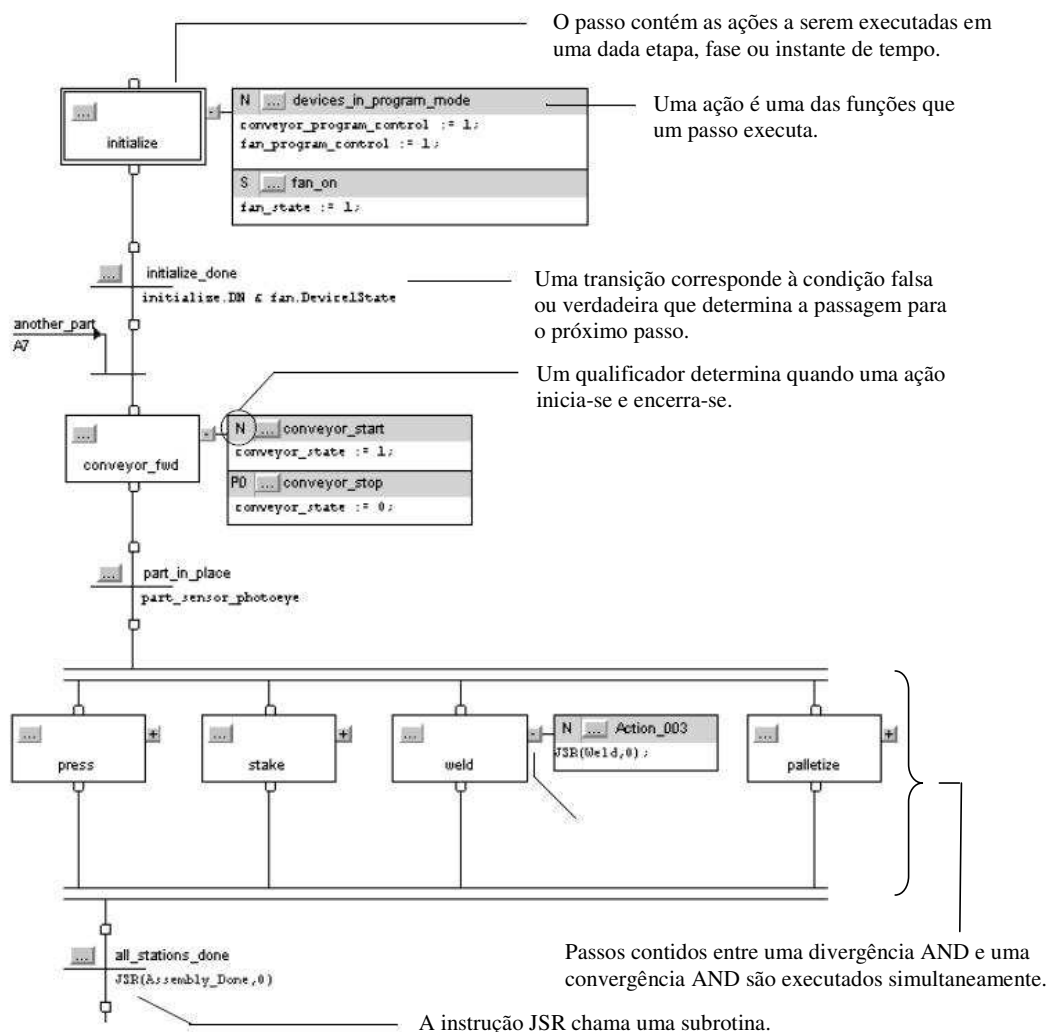 O passo contém as ações a serem executadas em
uma dada etapa, fase ou instante de tempo.
...
initialize
-
N ... devices_in_program_mode
conveyor_program_control := 1;
fan_program_control := 1;
S ... fan_on
fan_state := 1;
Uma ação é uma das funções que
um passo executa.
... initialize_done
initialize.DN & fan.Device1State
Uma transição corresponde à condição falsa
ou verdadeira que determina a passagem para
o próximo passo.
another_part
A7
Um qualificador determina quando uma ação
inicia-se e encerra-se.
...
conveyor_fwd
-
N ... conveyor_start
conveyor_state := 1;
P0 ... conveyor_stop
conveyor_state := 0;
... part_in_place
part_sensor_photoeye
...
press
+
...
stake
+
...
weld
-
N ... Action_003
JSR(Weld,0);
...
palletize
+
Passos contidos entre uma divergência AND e uma
convergência AND são executados simultaneamente.
... all_stations_done
JSR(Assembly_Done,0)
A instrução JSR chama uma subrotina.